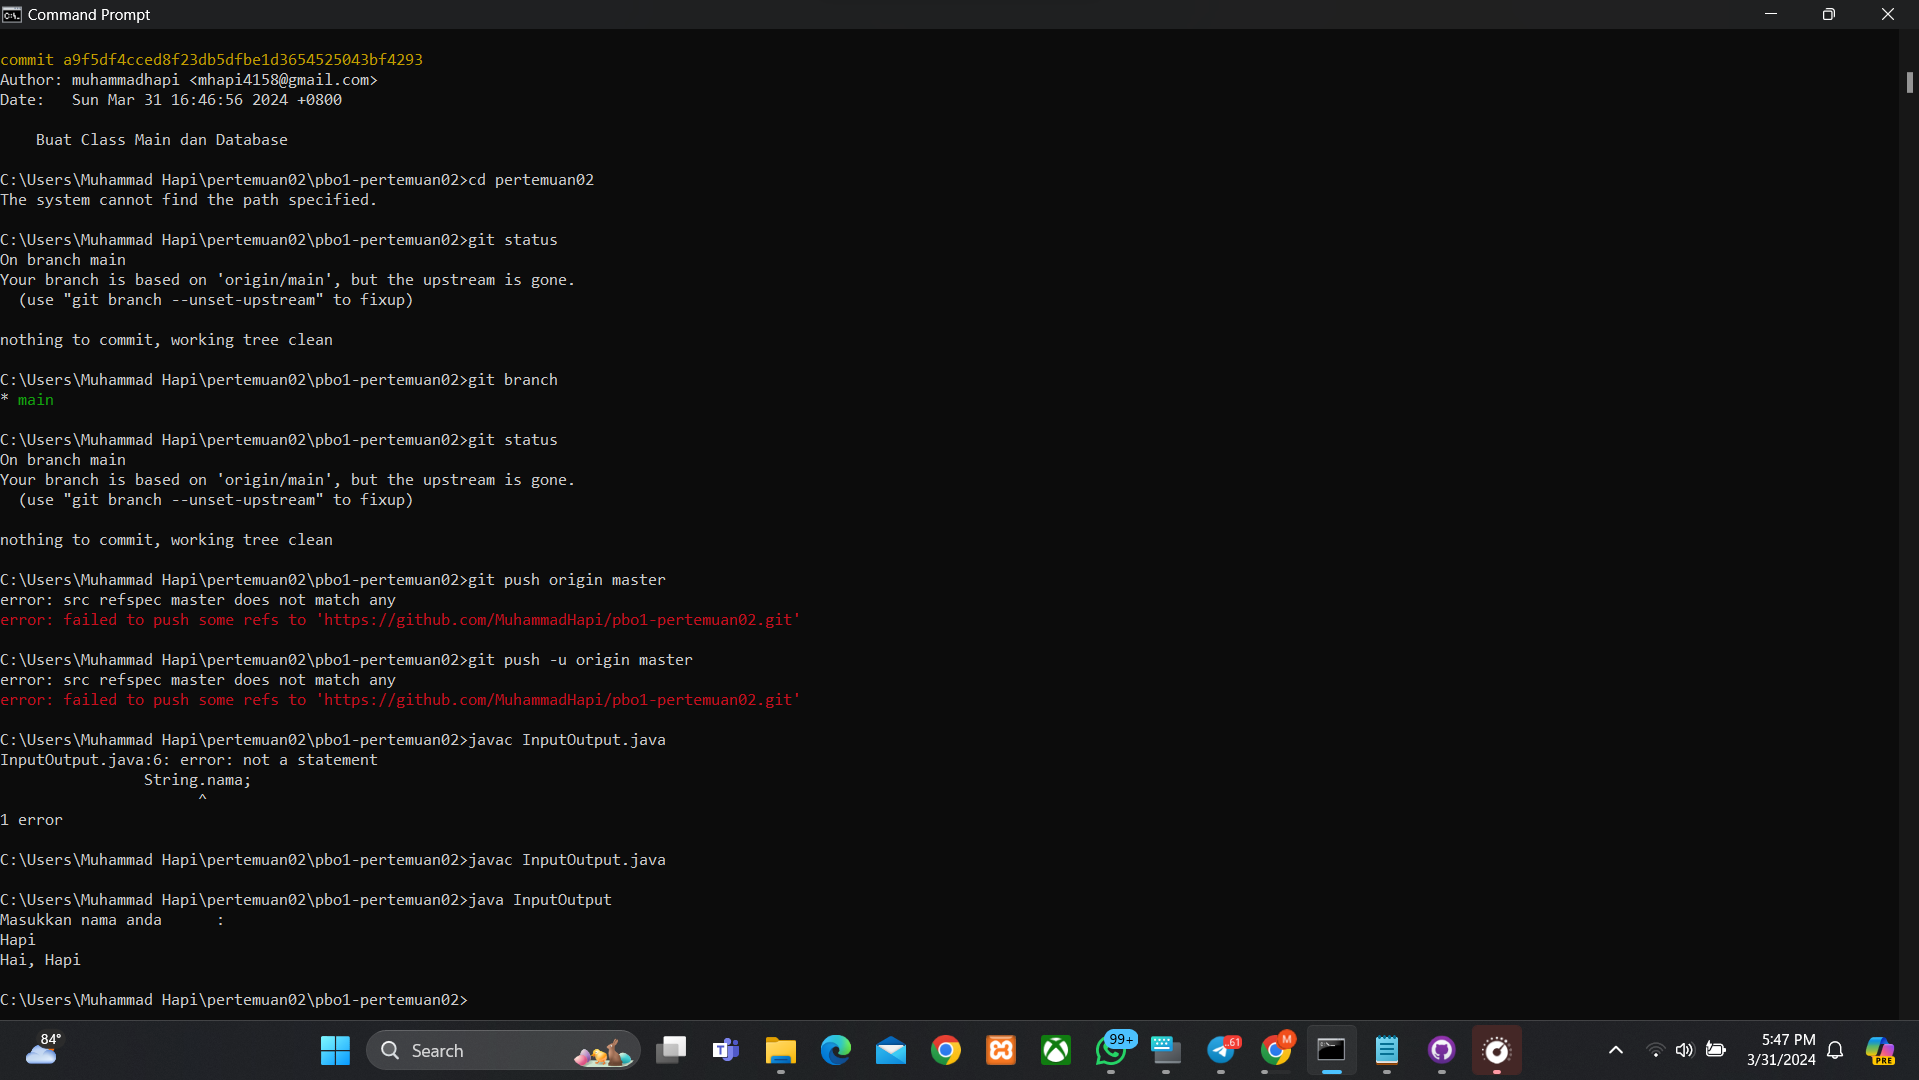 Command Prompt
commit a9f5df4cced8f23db5dfbe1d3654525043bf4293
Author: muhammadhapi <mhapi4158@gmail.com>
Date:   Sun Mar 31 16:46:56 2024 +0800
    Buat Class Main dan Database
C:\Users\Muhammad Hapi\pertemuan02\pbo1-pertemuan02>cd pertemuan02
The system cannot find the path specified.
C:\Users\Muhammad Hapi\pertemuan02\pbo1-pertemuan02>git status
On branch main
Your branch is based on 'origin/main', but the upstream is gone.
  (use "git branch --unset-upstream" to fixup)
nothing to commit, working tree clean
C:\Users\Muhammad Hapi\pertemuan02\pbo1-pertemuan02>git branch
* main
C:\Users\Muhammad Hapi\pertemuan02\pbo1-pertemuan02>git status
On branch main
Your branch is based on 'origin/main', but the upstream is gone.
  (use "git branch --unset-upstream" to fixup)
nothing to commit, working tree clean
C:\Users\Muhammad Hapi\pertemuan02\pbo1-pertemuan02>git push origin master
error: src refspec master does not match any
error: failed to push some refs to 'https://github.com/MuhammadHapi/pbo1-pertemuan02.git'
C:\Users\Muhammad Hapi\pertemuan02\pbo1-pertemuan02>git push -u origin master
error: src refspec master does not match any
error: failed to push some refs to 'https://github.com/MuhammadHapi/pbo1-pertemuan02.git'
C:\Users\Muhammad Hapi\pertemuan02\pbo1-pertemuan02>javac InputOutput.java
InputOutput.java:6: error: not a statement
                String.nama;
                      ^
1 error
C:\Users\Muhammad Hapi\pertemuan02\pbo1-pertemuan02>javac InputOutput.java
C:\Users\Muhammad Hapi\pertemuan02\pbo1-pertemuan02>java InputOutput
Masukkan nama anda      :
Hapi
Hai, Hapi
C:\Users\Muhammad Hapi\pertemuan02\pbo1-pertemuan02>
84°
Search
99+
.61
M
5:47 PM
3/31/2024
PRE